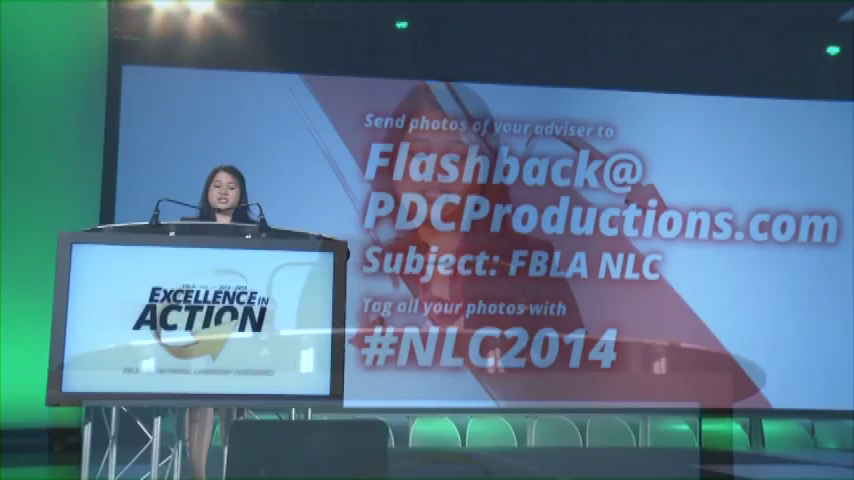 Send photos of your adviser to
Flashback@
PDCProductions.com
Subject: FBLA NLC
Tag all your photos with
#NLC2014
EXCELLENCE IN
ACTION